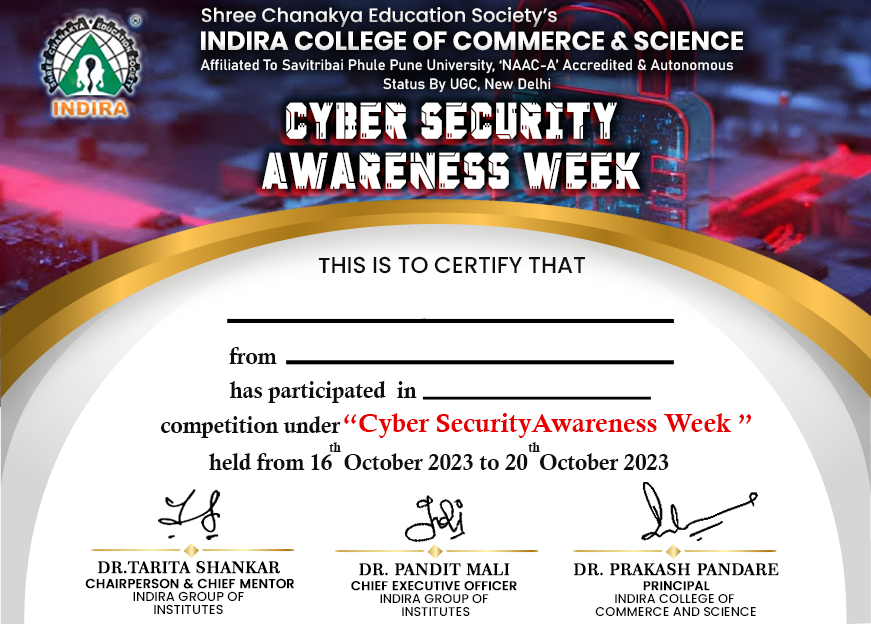 SHREE CHANAKYA EDUCATION SOCIETY
®
INDIRA
Shree Chanakya Education Society's
INDIRA COLLEGE OF COMMERCE & SCIENCE
Affiliated To Savitribai Phule Pune University, 'NAAC-A' Accredited & Autonomous
Status By UGC, New Delhi
CYBER SECURITY
AWARENESS WEEK
THIS IS TO CERTIFY THAT
from
has participated in
competition under “Cyber SecurityAwareness Week ”
held from 16th October 2023 to 20th October 2023
DR.TARITA SHANKAR
CHAIRPERSON & CHIEF MENTOR
INDIRA GROUP OF
INSTITUTES
DR. PANDIT MALI
CHIEF EXECUTIVE OFFICER
INDIRA GROUP OF
INSTITUTES
DR. PRAKASH PANDARE
PRINCIPAL
INDIRA COLLEGE OF
COMMERCE AND SCIENCE